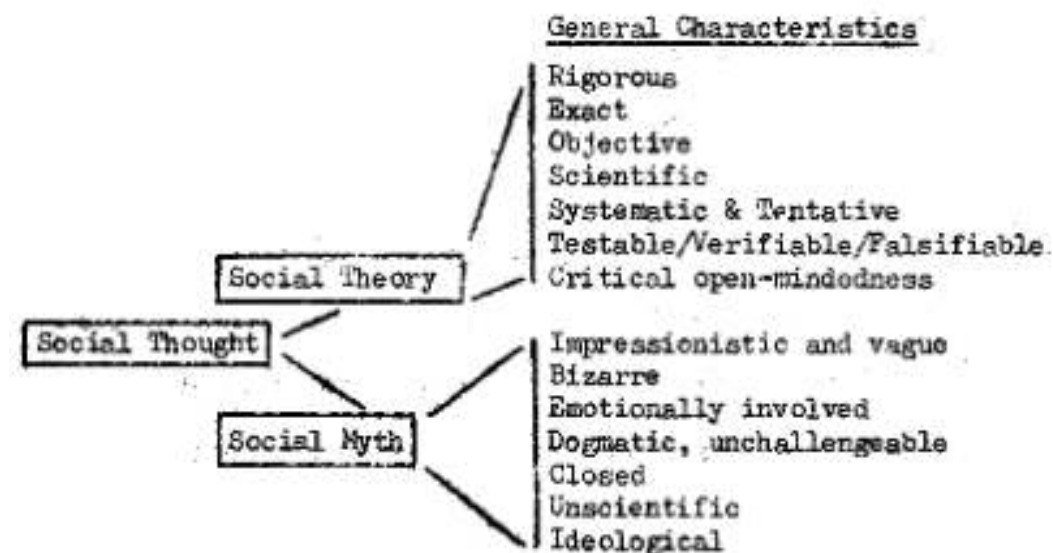 General Characteristics
Rigorous
Exact
Objective
Scientific
Systematic & Tentative
Testable/Verifiable/Falsifiable
Social Theory
Critical open-mindedness
Social Thought
Impressionistic and vague
Bizarre
Emotionally involved
Social Myth
Dogmatic, unchallengeable
Closed
Unscientific
Ideological